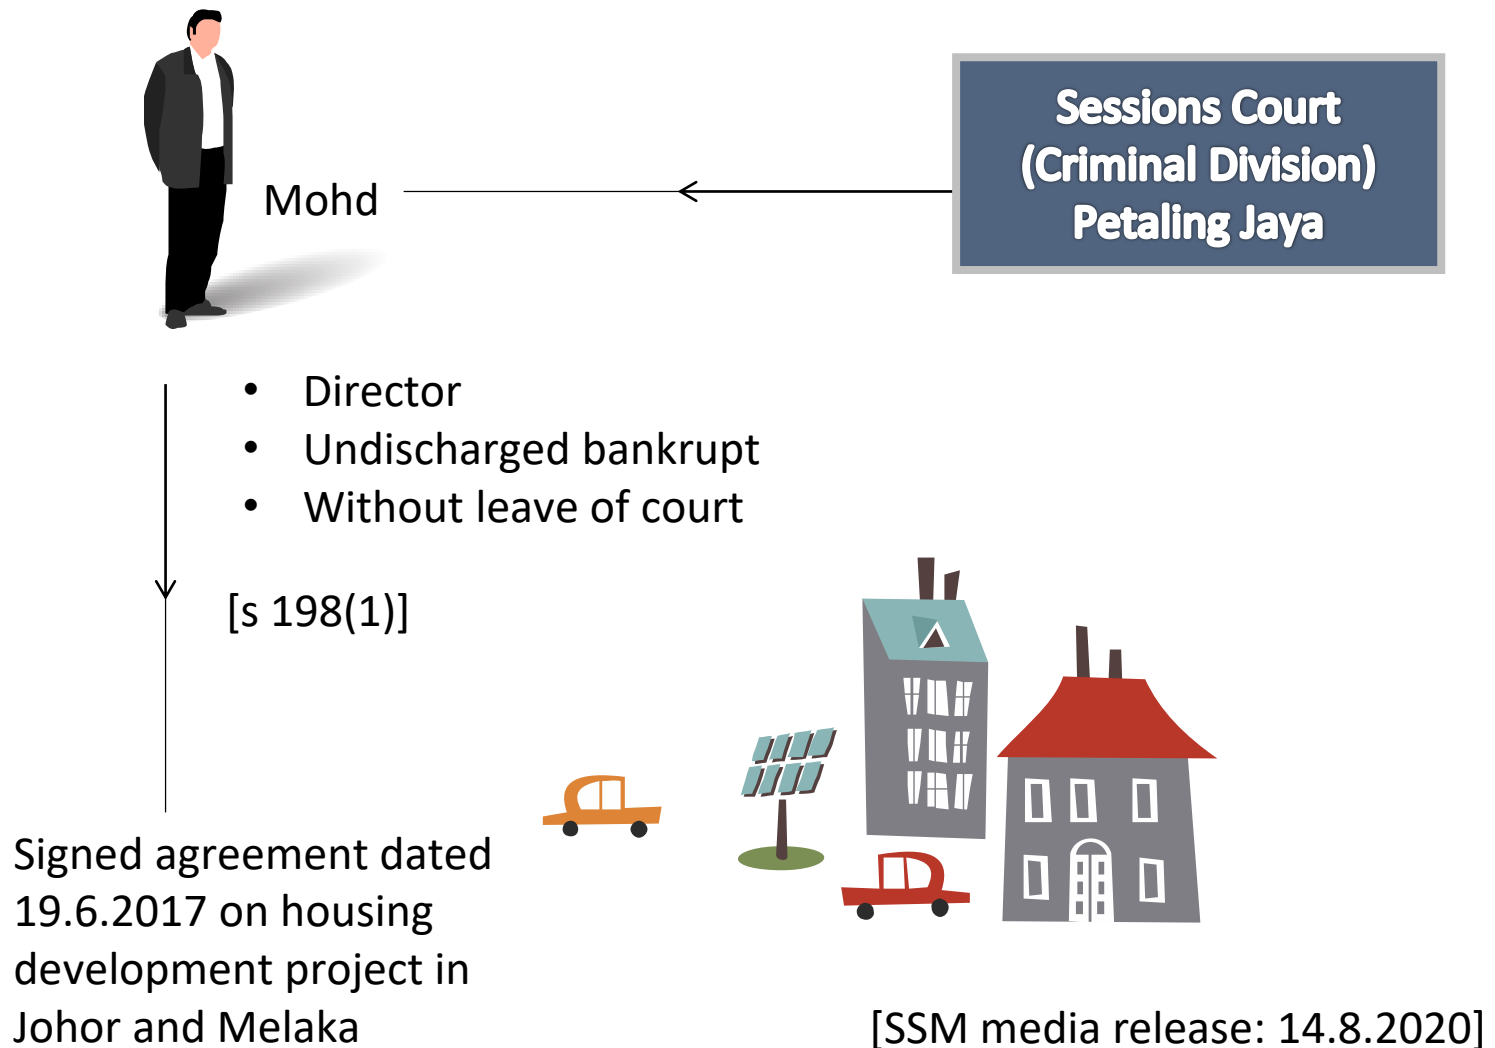 Sessions Court
(Criminal Division)
Petaling Jaya
Mohd
• Director
• Undischarged bankrupt
• Without leave of court
[s 198(1)]
Signed agreement dated
19.6.2017 on housing
development project in
Johor and Melaka
[SSM media release: 14.8.2020]